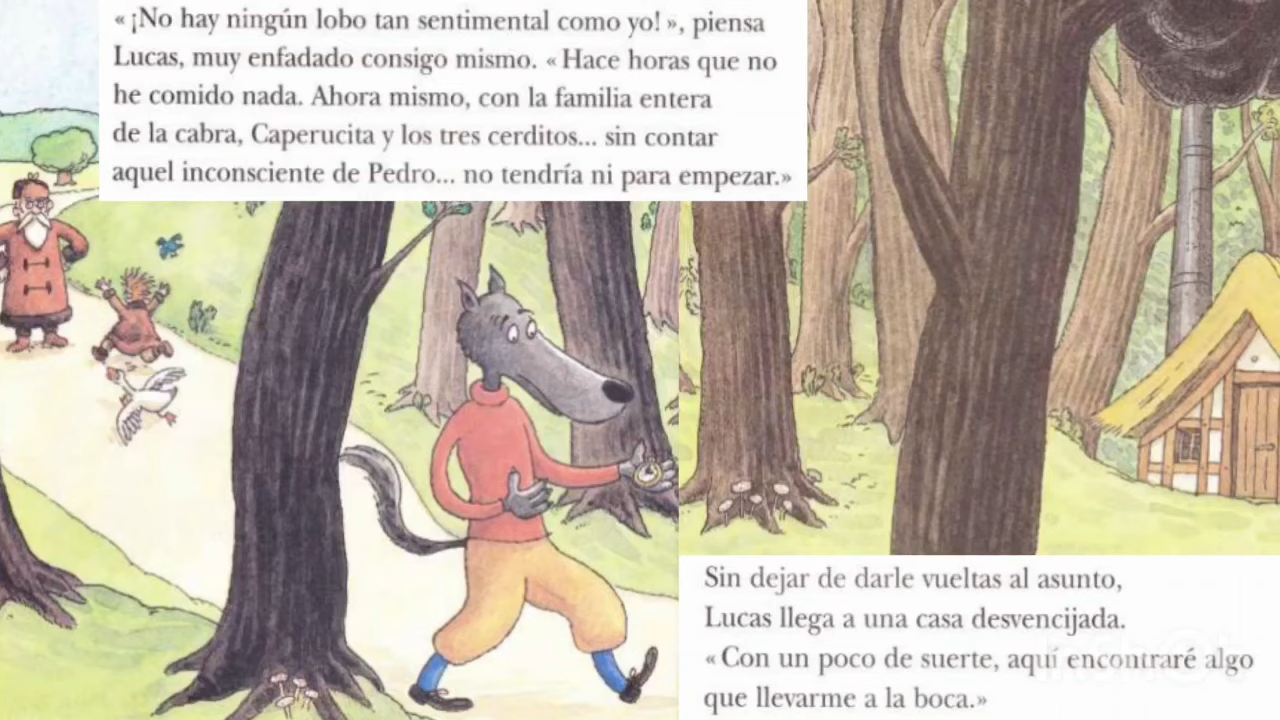 « ¡No hay ningún lobo tan sentimental como yo! », piensa
Lucas, muy enfadado consigo mismo. « Hace horas que no
he comido nada. Ahora mismo, con la familia entera
de la cabra, Caperucita y los tres cerditos... sin contar
aquel inconsciente de Pedro... no tendría ni para empezar.»
Sin dejar de darle vueltas al asunto,
Lucas llega a una casa desvencijada.
« Con un poco de suerte, aquí encontraré algo
que llevarme a la boca.»